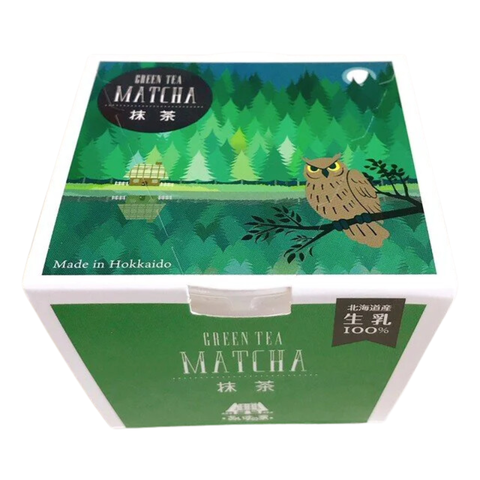 GREEN TEA
MATCHA
抹茶
Made in Hokkaido
北海道産
生乳
100%
GREEN TEA
MATCHA
抹茶